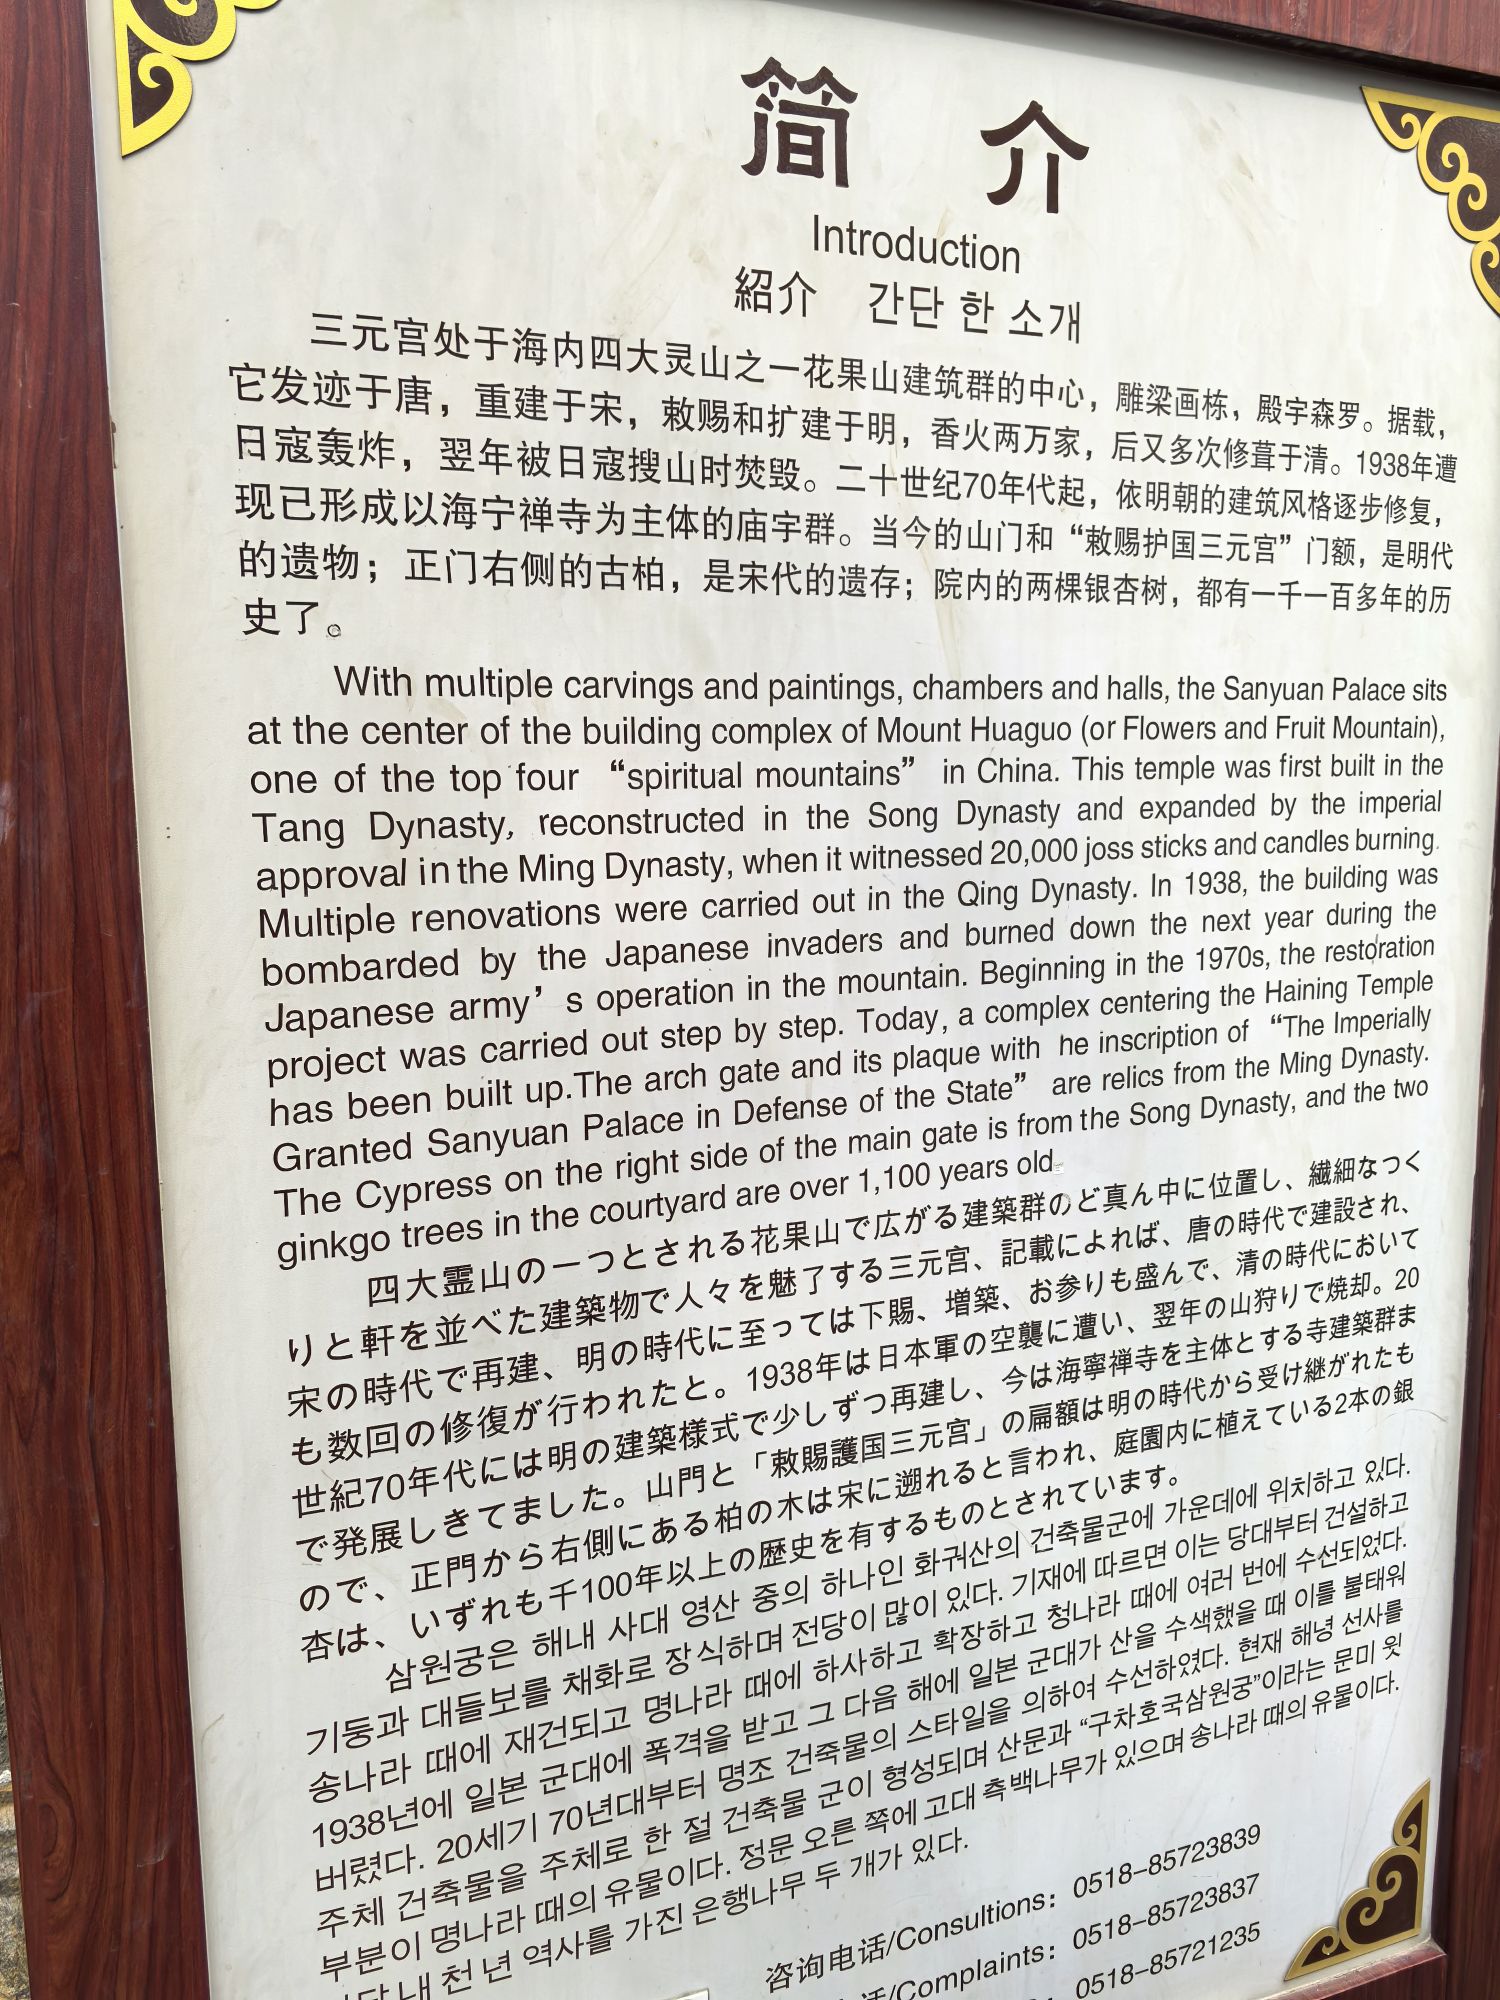 简 介
Introduction
紹介 간단 한 소개
三元宫处于海内四大灵山之一花果山建筑群的中心，雕梁画栋，殿宇森罗。据载，
它发迹于唐，重建于宋，敕赐和扩建于明，香火两万家，后又多次修葺于清。1938年遭
日寇轰炸，翌年被日寇搜山时焚毁。二十世纪70年代起，依明朝的建筑风格逐步修复，
现已形成以海宁禅寺为主体的庙宇群。当今的山门和“敕赐护国三元宫”门额，是明代
的遗物；正门右侧的古柏，是宋代的遗存；院内的两棵银杏树，都有一千一百多年的历
史了。
With multiple carvings and paintings, chambers and halls, the Sanyuan Palace sits
at the center of the building complex of Mount Huaguo (or Flowers and Fruit Mountain),
one of the top four “spiritual mountains” in China. This temple was first built in the
Tang Dynasty, reconstructed in the Song Dynasty and expanded by the imperial
approval in the Ming Dynasty, when it witnessed 20,000 joss sticks and candles burning.
Multiple renovations were carried out in the Qing Dynasty. In 1938, the building was
bombarded by the Japanese invaders and burned down the next year during the
Japanese army’s operation in the mountain. Beginning in the 1970s, the restoration
project was carried out step by step. Today, a complex centering the Haining Temple
has been built up.The arch gate and its plaque with he inscription of “The Imperially
Granted Sanyuan Palace in Defense of the State” are relics from the Ming Dynasty.
The Cypress on the right side of the main gate is from the Song Dynasty, and the two
ginkgo trees in the courtyard are over 1,100 years old.
四大霊山の一つとされる花果山で広がる建築群のど真ん中に位置し、繊細なつく
りと軒を並べた建築物で人々を魅了する三元宫、記載によれば、唐の時代で建設され、
宋の時代で再建、明の時代に至っては下賜、増築、お参りも盛んで、清の時代において
も数回の修復が行われたと。1938年は日本軍の空襲に遭い、翌年の山狩りで焼却。20
世紀70年代には明の建築様式で少しずつ再建し、今は海寧禅寺を主体とする寺建築群ま
で発展しきてました。山門と「敕賜護国三元宫」の扁額は明の時代から受け継がれたも
ので、正門から右側にある柏の木は宋に遡れると言われ、庭園内に植えている2本の銀
杏は、いずれも千100年以上の歴史を有するものとされています。
삼원궁은 해내 사대 영산 중의 하나인 화궈산의 건축물군에 가운데에 위치하고 있다.
기둥과 대들보를 채화로 장식하며 전당이 많이 있다. 기재에 따르면 이는 당대부터 건설하고
송나라 때에 재건되고 명나라 때에 하사하고 확장하고 청나라 때에 여러 번에 수선되었다.
1938년에 일본 군대에 폭격을 받고 그 다음 해에 일본 군대가 산을 수색했을 때 이를 불태워
버렸다. 20세기 70년대부터 명조 건축물의 스타일을 의하여 수선하였다. 현재 해녕 선사를
주체 건축물을 주체로 한 절 건축물 군이 형성되며 산문과 “구차호국삼원궁”이라는 문미 윗
부분이 명나라 때의 유물이다. 정문 오른 쪽에 고대 측백나무가 있으며 송나라 때의 유물이다.
내 천 년 역사를 가진 은행나무 두 개가 있다.
咨询电话/Consultions：0518-85723839
话/Complaints：0518-85723837
0518-85721235